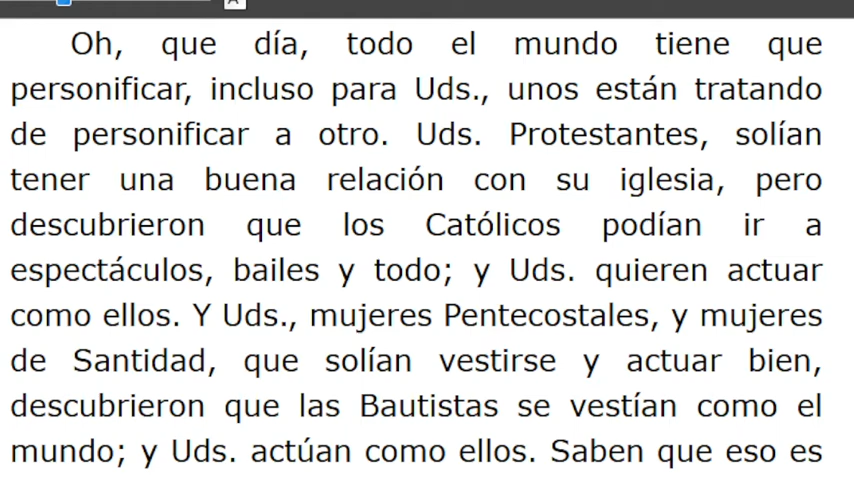 Oh, que día, todo el mundo tiene que
personificar, incluso para Uds., unos están tratando
de personificar a otro. Uds. Protestantes, solían
tener una buena relación con su iglesia, pero
descubrieron que los Católicos podían ir a
espectáculos, bailes y todo; y Uds. quieren actuar
como ellos. Y Uds., mujeres Pentecostales, y mujeres
de Santidad, que solían vestirse y actuar bien,
descubrieron que las Bautistas se vestían como el
mundo; y Uds. actúan como ellos. Saben que eso es